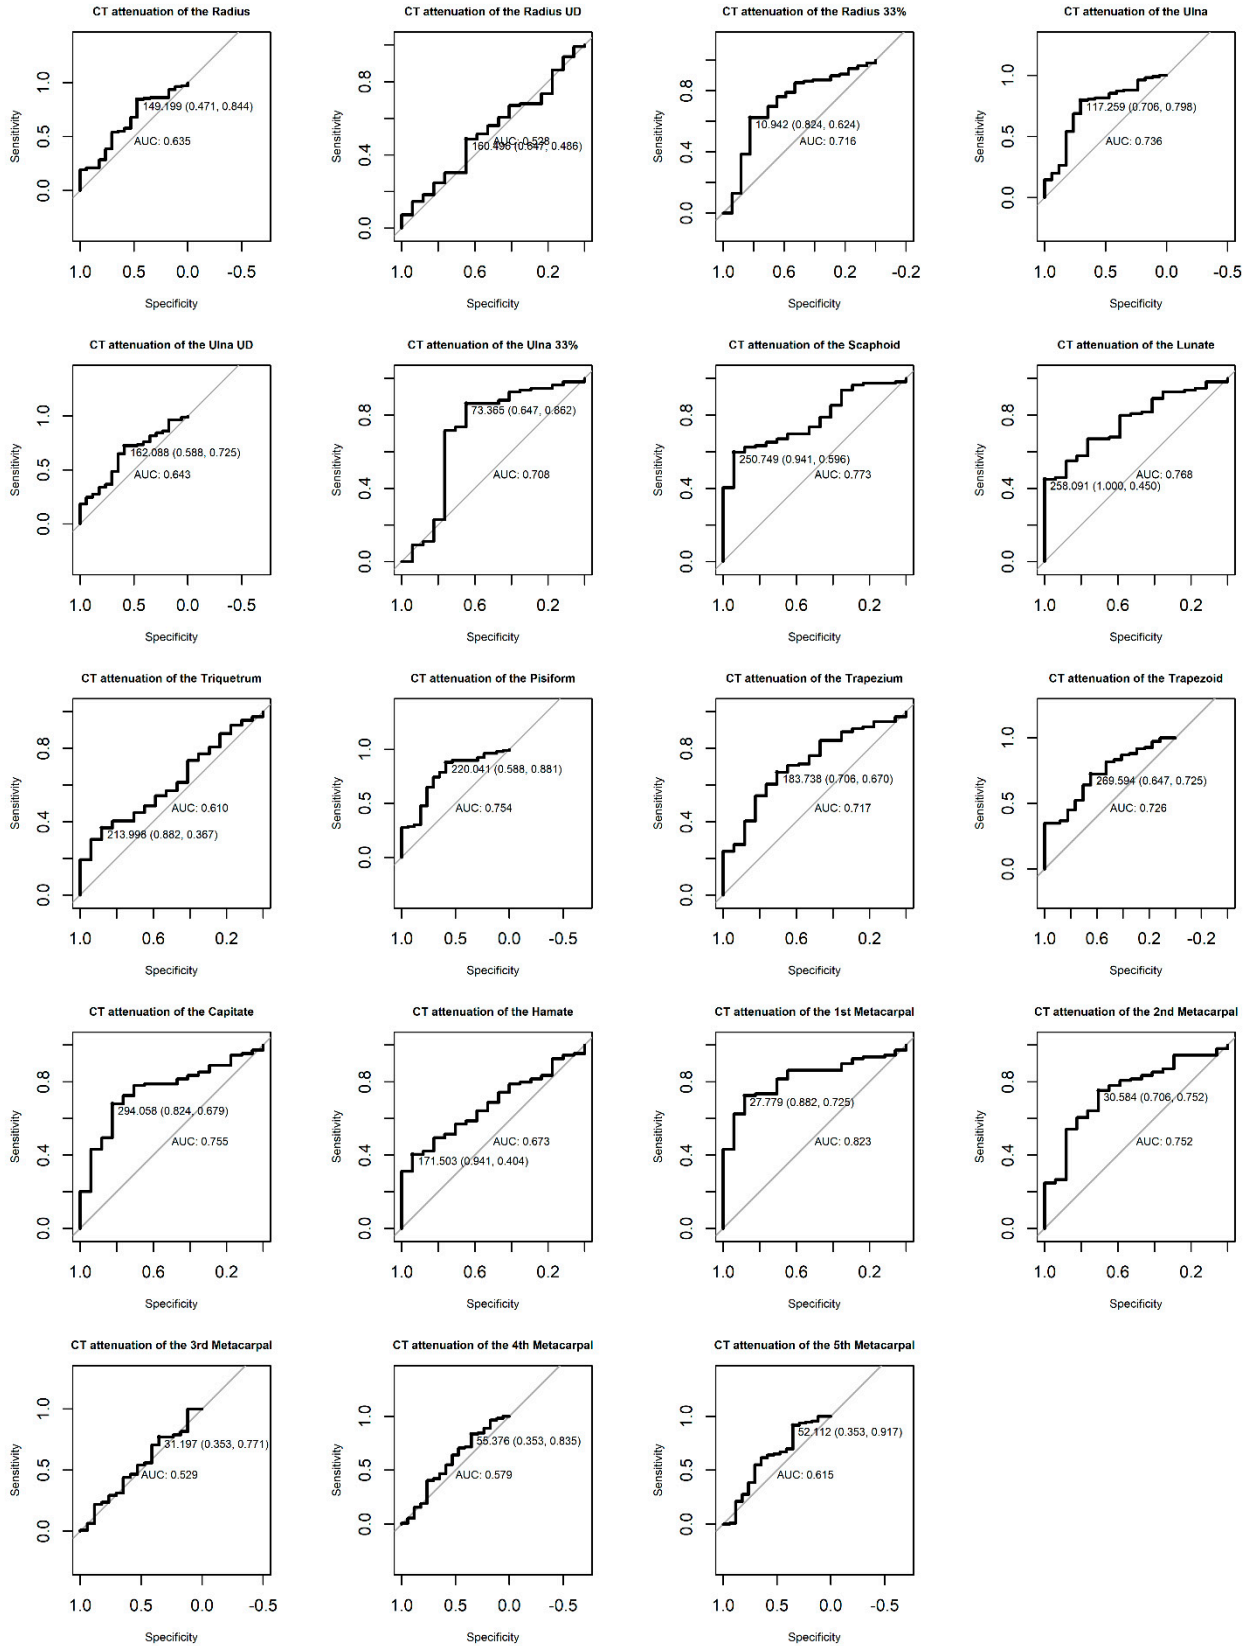 CT attenuation of the Radius
Sensitivity
1.0
0.5
0.0
149.199 (0.471, 0.844)
AUC: 0.635
1.0 0.5 0.0 -0.5
Specificity
CT attenuation of the Radius UD
Sensitivity
0.8
0.4
0.0
AUC: 0.528
(0.647, 0.486)
1.0 0.6 0.2
Specificity
CT attenuation of the Radius 33%
Sensitivity
0.8
0.4
0.0
10.942 (0.824, 0.624)
AUC: 0.716
1.0 0.6 0.2 -0.2
Specificity
CT attenuation of the Ulna
Sensitivity
1.0
0.5
0.0
117.259 (0.706, 0.798)
AUC: 0.736
1.0 0.5 0.0 -0.5
Specificity
CT attenuation of the Ulna UD
Sensitivity
1.0
0.5
0.0
162.088 (0.588, 0.725)
AUC: 0.643
1.0 0.5 0.0 -0.5
Specificity
CT attenuation of the Ulna 33%
Sensitivity
0.8
0.4
0.0
73.365 (0.647, 0.862)
AUC: 0.708
1.0 0.6 0.2
Specificity
CT attenuation of the Scaphoid
Sensitivity
0.8
0.4
0.0
250.749 (0.941, 0.596)
AUC: 0.773
1.0 0.6 0.2
Specificity
CT attenuation of the Lunate
Sensitivity
0.8
0.4
0.0
AUC: 0.768
258.091 (1.000, 0.450)
1.0 0.6 0.2
Specificity
CT attenuation of the Triquetrum
Sensitivity
0.8
0.4
0.0
AUC: 0.610
213.998 (0.882, 0.367)
1.0 0.6 0.2
Specificity
CT attenuation of the Pisiform
Sensitivity
1.0
0.5
0.0
220.041 (0.588, 0.881)
AUC: 0.754
1.0 0.5 0.0 -0.5
Specificity
CT attenuation of the Trapezium
Sensitivity
0.8
0.4
0.0
183.738 (0.706, 0.670)
AUC: 0.717
1.0 0.6 0.2
Specificity
CT attenuation of the Trapezoid
Sensitivity
1.0
0.5
0.0
269.594 (0.647, 0.725)
AUC: 0.726
1.0 0.6 0.2 -0.2
Specificity
CT attenuation of the Capitate
Sensitivity
0.8
0.4
0.0
294.058 (0.824, 0.679)
AUC: 0.755
1.0 0.6 0.2
Specificity
CT attenuation of the Hamate
Sensitivity
0.8
0.4
0.0
AUC: 0.673
171.503 (0.941, 0.404)
1.0 0.6 0.2
Specificity
CT attenuation of the 1st Metacarpal
Sensitivity
0.8
0.4
0.0
27.779 (0.882, 0.725)
AUC: 0.823
1.0 0.6 0.2
Specificity
CT attenuation of the 2nd Metacarpal
Sensitivity
0.8
0.4
0.0
30.584 (0.706, 0.752)
AUC: 0.752
1.0 0.6 0.2
Specificity
CT attenuation of the 3rd Metacarpal
Sensitivity
1.0
0.5
0.0
31.197 (0.353, 0.771)
AUC: 0.529
1.0 0.5 0.0 -0.5
Specificity
CT attenuation of the 4th Metacarpal
Sensitivity
1.0
0.5
0.0
55.376 (0.353, 0.835)
AUC: 0.579
1.0 0.5 0.0 -0.5
Specificity
CT attenuation of the 5th Metacarpal
Sensitivity
1.0
0.5
0.0
52.112 (0.353, 0.917)
AUC: 0.615
1.0 0.5 0.0 -0.5
Specificity